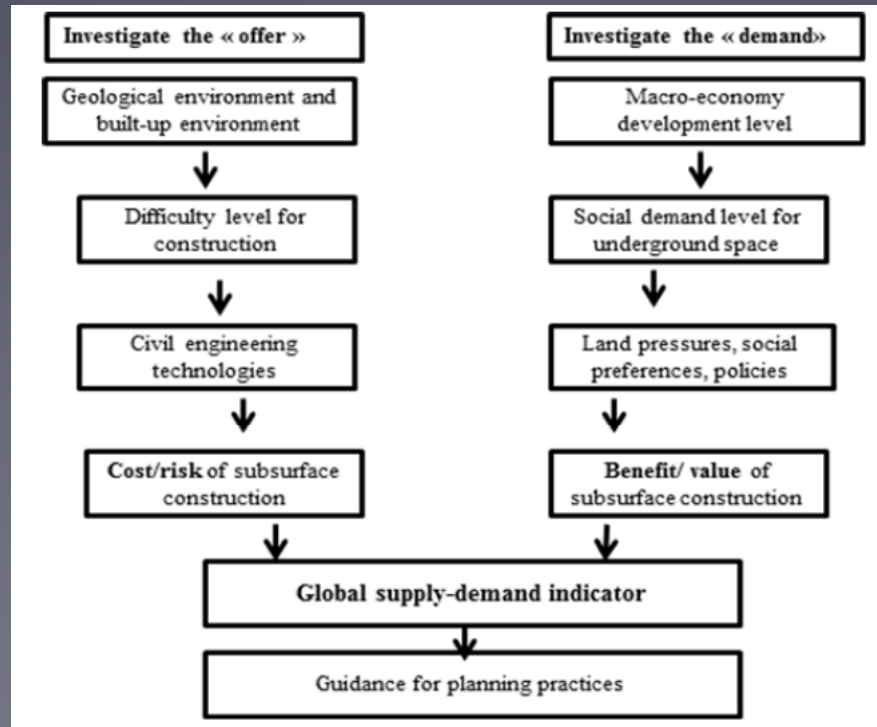 Investigate the « offer »
Geological environment and
built-up environment
Difficulty level for
construction
Civil engineering
technologies
Cost/risk of subsurface
construction
Investigate the « demand»
Macro-economy
development level
Social demand level for
underground space
Land pressures, social
preferences, policies
Benefit/ value of
subsurface construction
Global supply-demand indicator
Guidance for planning practices